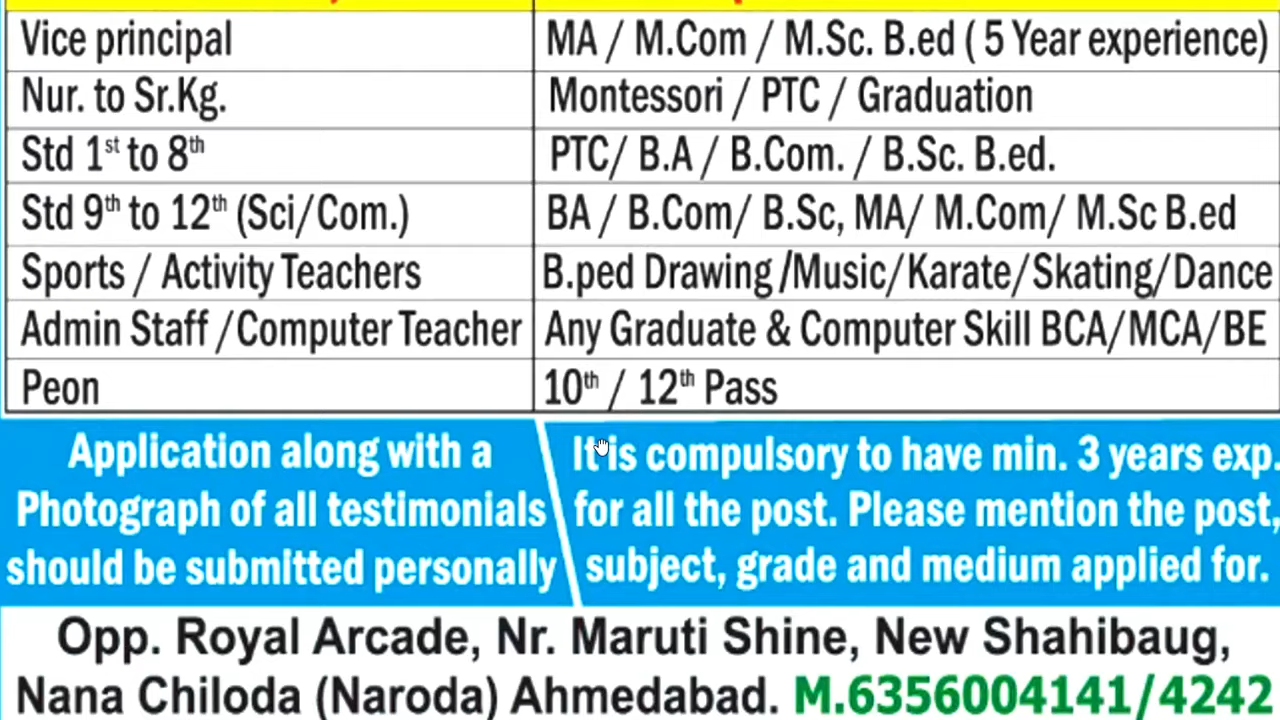 Vice principal MA / M.Com / M.Sc. B.ed ( 5 Year experience)
Nur. to Sr.Kg. Montessori / PTC / Graduation
Std 1st to 8th PTC/ B.A / B.Com. / B.Sc. B.ed.
Std 9th to 12th (Sci/Com.) BA / B.Com/ B.Sc, MA/ M.Com/ M.Sc B.ed
Sports / Activity Teachers B.ped Drawing /Music/Karate/Skating/Dance
Admin Staff /Computer Teacher Any Graduate & Computer Skill BCA/MCA/BE
Peon 10th / 12th Pass
Application along with a
Photograph of all testimonials
should be submitted personally
It is compulsory to have min. 3 years exp.
for all the post. Please mention the post,
subject, grade and medium applied for.
Opp. Royal Arcade, Nr. Maruti Shine, New Shahibaug,
Nana Chiloda (Naroda) Ahmedabad. M.6356004141/4242